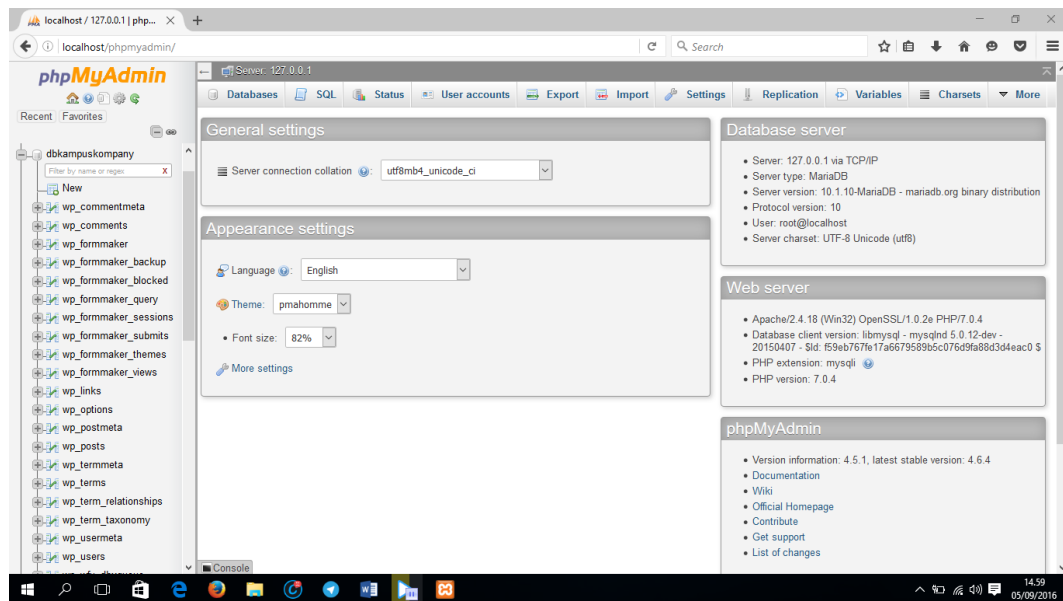 localhost / 127.0.0.1 | php...
localhost/phpmyadmin/
Search
phpMyAdmin
Recent Favorites
dbkampuskompany
Filter by name or regex X
New
wp_commentmeta
wp_comments
wp_formmaker
wp_formmaker_backup
wp_formmaker_blocked
wp_formmaker_query
wp_formmaker_sessions
wp_formmaker_submits
wp_formmaker_themes
wp_formmaker_views
wp_links
wp_options
wp_postmeta
wp_posts
wp_termmeta
wp_terms
wp_term_relationships
wp_term_taxonomy
wp_usermeta
wp_users
Server: 127.0.0.1
Databases SQL Status User accounts Export Import Settings Replication Variables Charsets More
General settings
Server connection collation : utf8mb4_unicode_ci
Appearance settings
Language : English
Theme: pmahomme
Font size: 82%
More settings
Database server
Server: 127.0.0.1 via TCP/IP
Server type: MariaDB
Server version: 10.1.10-MariaDB - mariadb.org binary distribution
Protocol version: 10
User: root@localhost
Server charset: UTF-8 Unicode (utf8)
Web server
Apache/2.4.18 (Win32) OpenSSL/1.0.2e PHP/7.0.4
Database client version: libmysql - mysqlnd 5.0.12-dev -
20150407 - $Id: f59eb767fe17a6679589b5c076d9fa88d3d4eac0 $
PHP extension: mysqli
PHP version: 7.0.4
phpMyAdmin
Version information: 4.5.1, latest stable version: 4.6.4
Documentation
Wiki
Official Homepage
Contribute
Get support
List of changes
Console
14.59
05/09/2016